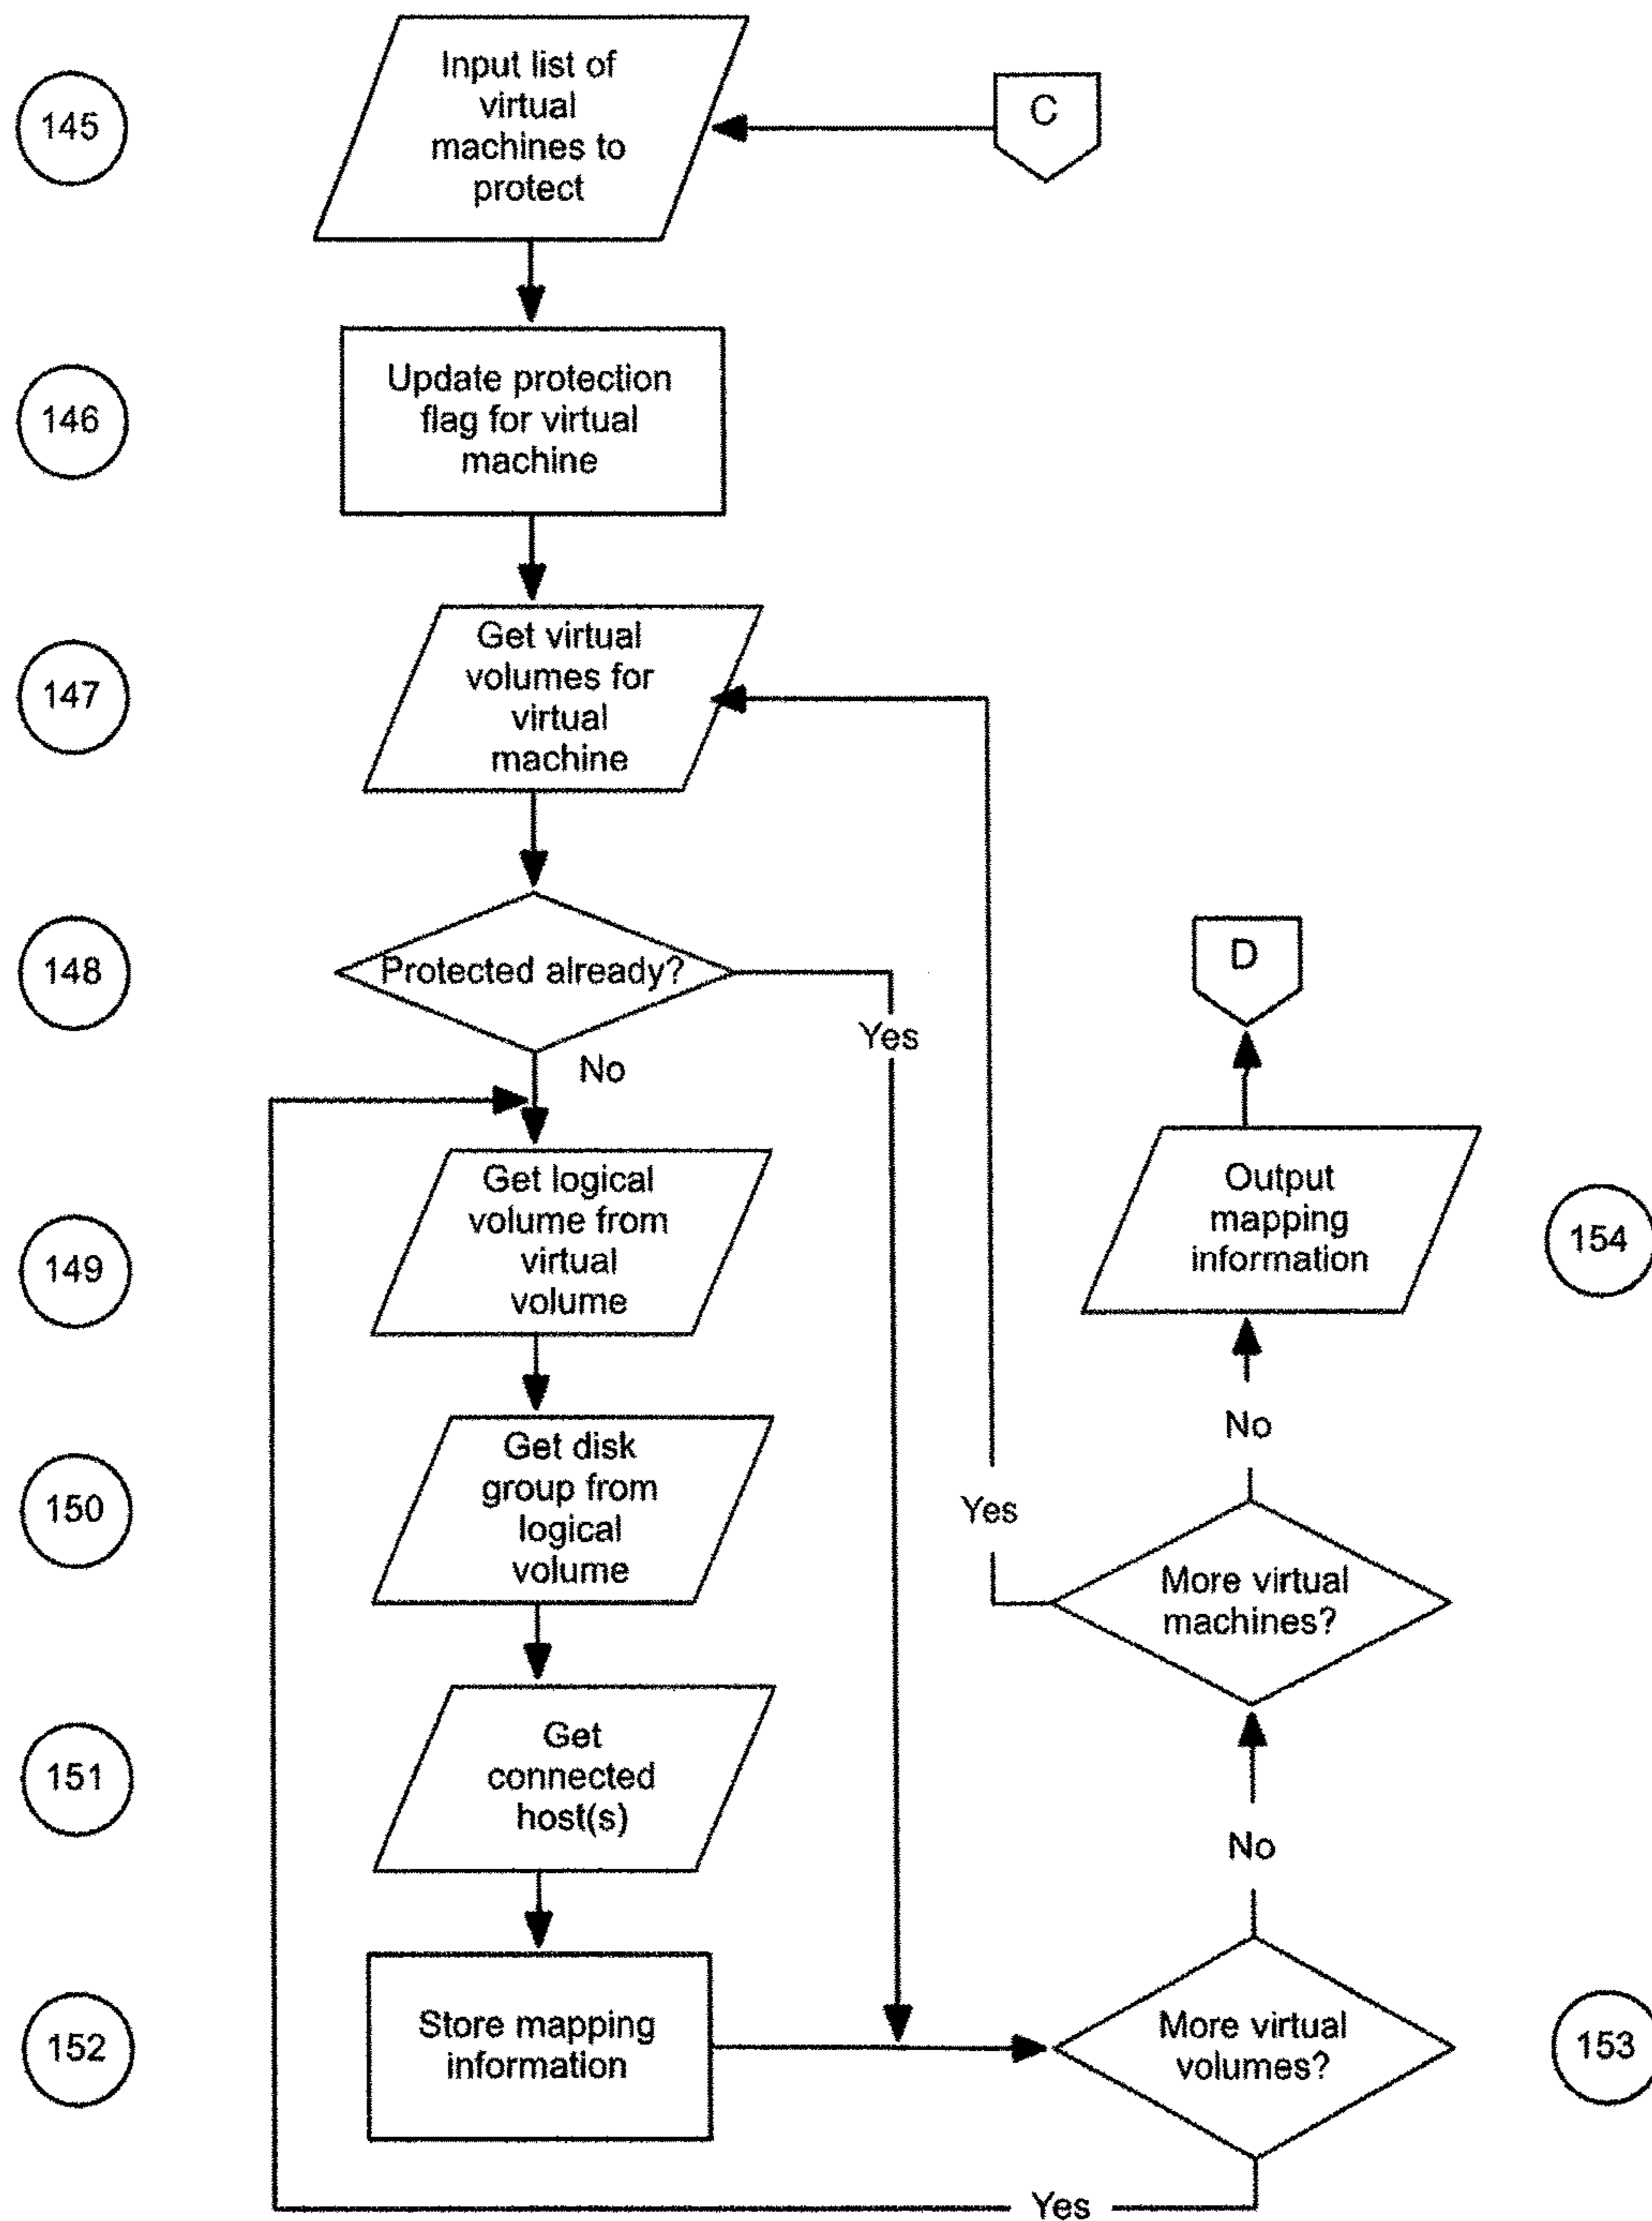 145
Input list of
virtual
machines to
protect
C
146
Update protection
flag for virtual
machine
147
Get virtual
volumes for
virtual
machine
148
Protected already?
Yes
No
D
149
Get logical
volume from
virtual
volume
Output
mapping
information
154
150
Get disk
group from
logical
volume
No
Yes
More virtual
machines?
151
Get
connected
host(s)
No
152
Store mapping
information
More virtual
volumes?
153
Yes